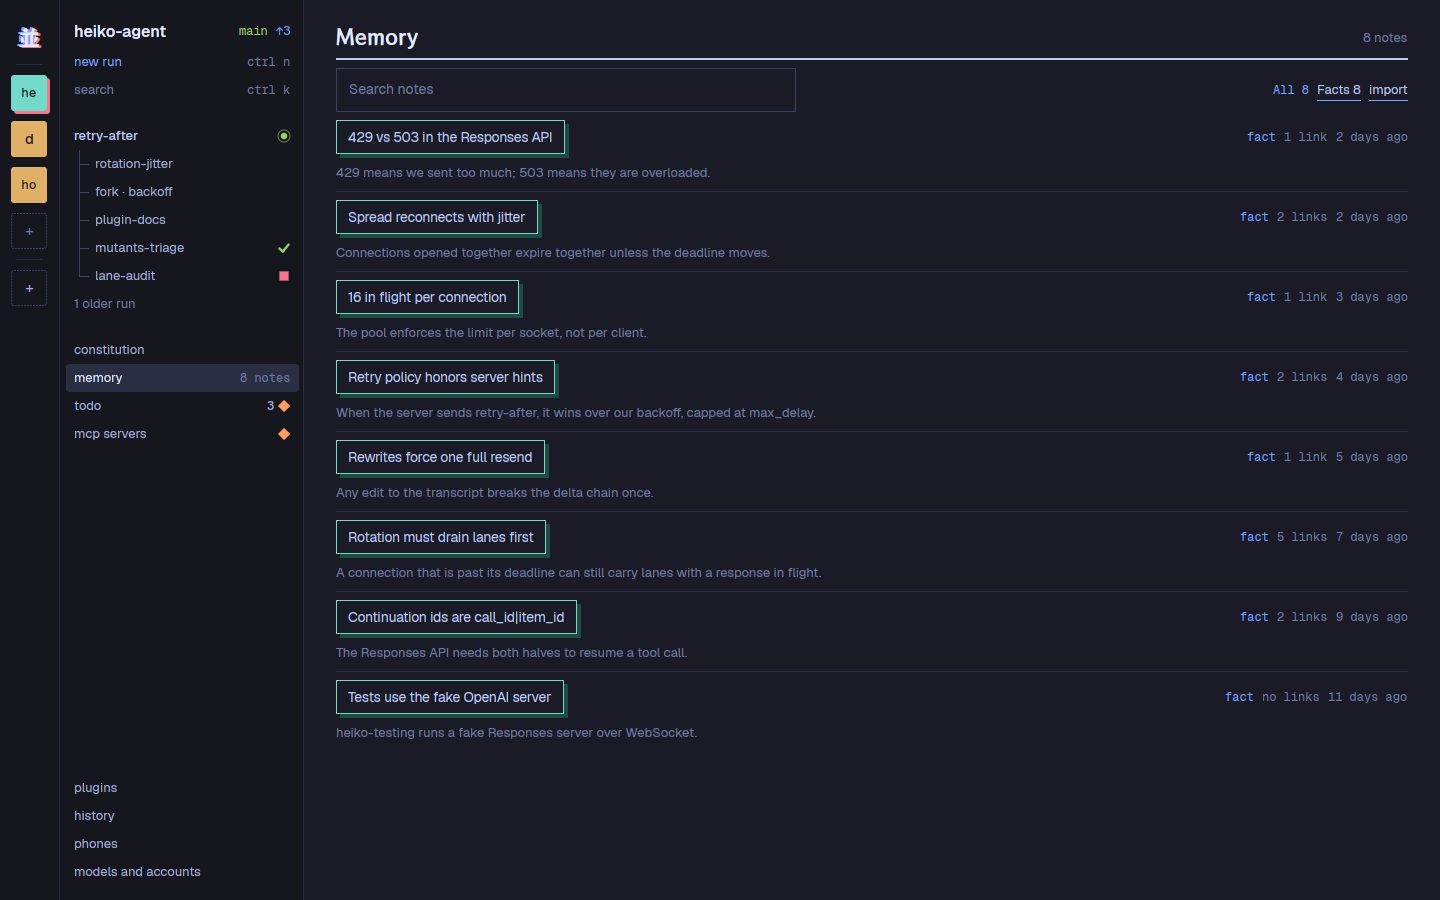 he
d
ho
+
+
heiko-agent main ↑3
new run ctrl n
search ctrl k
retry-after
rotation-jitter
fork · backoff
plugin-docs
mutants-triage
lane-audit
1 older run
constitution
memory 8 notes
todo 3
mcp servers
plugins
history
phones
models and accounts
Memory 8 notes
Search notes All 8 Facts 8 import
429 vs 503 in the Responses API fact 1 link 2 days ago
429 means we sent too much; 503 means they are overloaded.
Spread reconnects with jitter fact 2 links 2 days ago
Connections opened together expire together unless the deadline moves.
16 in flight per connection fact 1 link 3 days ago
The pool enforces the limit per socket, not per client.
Retry policy honors server hints fact 2 links 4 days ago
When the server sends retry-after, it wins over our backoff, capped at max_delay.
Rewrites force one full resend fact 1 link 5 days ago
Any edit to the transcript breaks the delta chain once.
Rotation must drain lanes first fact 5 links 7 days ago
A connection that is past its deadline can still carry lanes with a response in flight.
Continuation ids are call_id|item_id fact 2 links 9 days ago
The Responses API needs both halves to resume a tool call.
Tests use the fake OpenAI server fact no links 11 days ago
heiko-testing runs a fake Responses server over WebSocket.